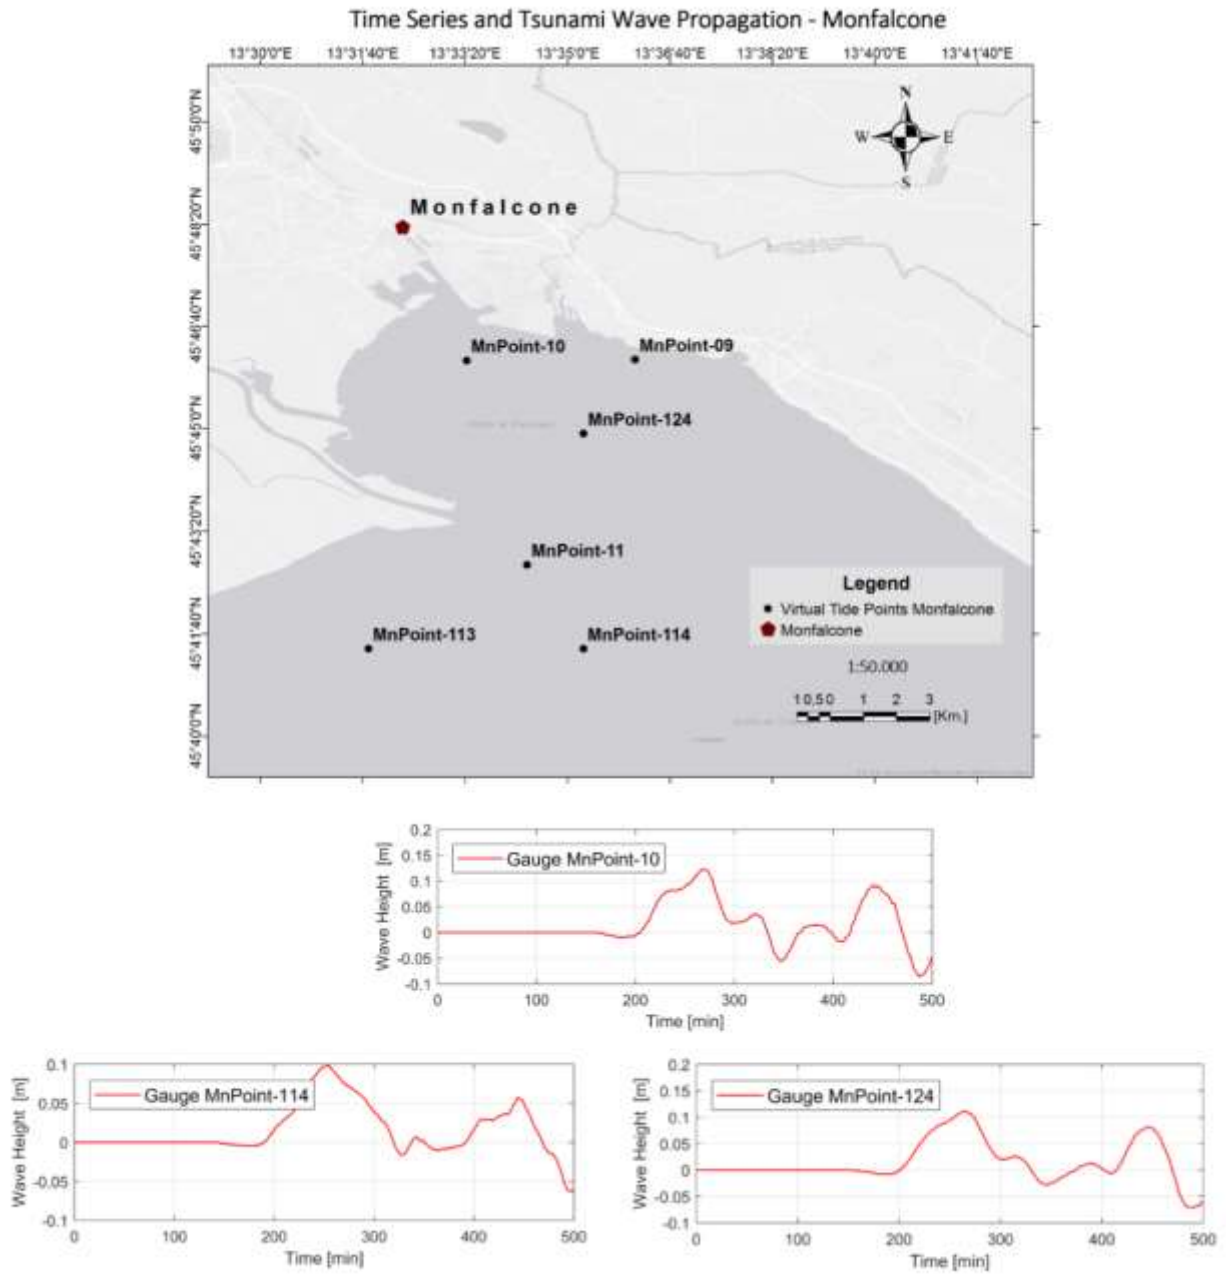 Time Series and Tsunami Wave Propagation - Monfalcone
13°30'0"E 13°31'40"E 13°33'20"E 13°35'0"E 13°36'40"E 13°38'20"E 13°40'0"E 13°41'40"E
45°50'0"N
45°48'20"N
45°46'40"N
45°45'0"N
45°43'20"N
45°41'40"N
45°40'0"N
N
W E
S
Monfalcone
MnPoint-10
MnPoint-09
MnPoint-124
MnPoint-11
MnPoint-113
MnPoint-114
Legend
Virtual Tide Points Monfalcone
Monfalcone
1:50.000
1 0,5 0 1 2 3
[Km.]
Wave Height [m]
0.2
0.15
0.1
0.05
0
-0.05
-0.1
Gauge MnPoint-10
0 100 200 300 400 500
Time [min]
Wave Height [m]
0.1
0.05
0
-0.05
-0.1
Gauge MnPoint-114
0 100 200 300 400 500
Time [min]
Wave Height [m]
0.2
0.15
0.1
0.05
0
-0.05
-0.1
Gauge MnPoint-124
0 100 200 300 400 500
Time [min]